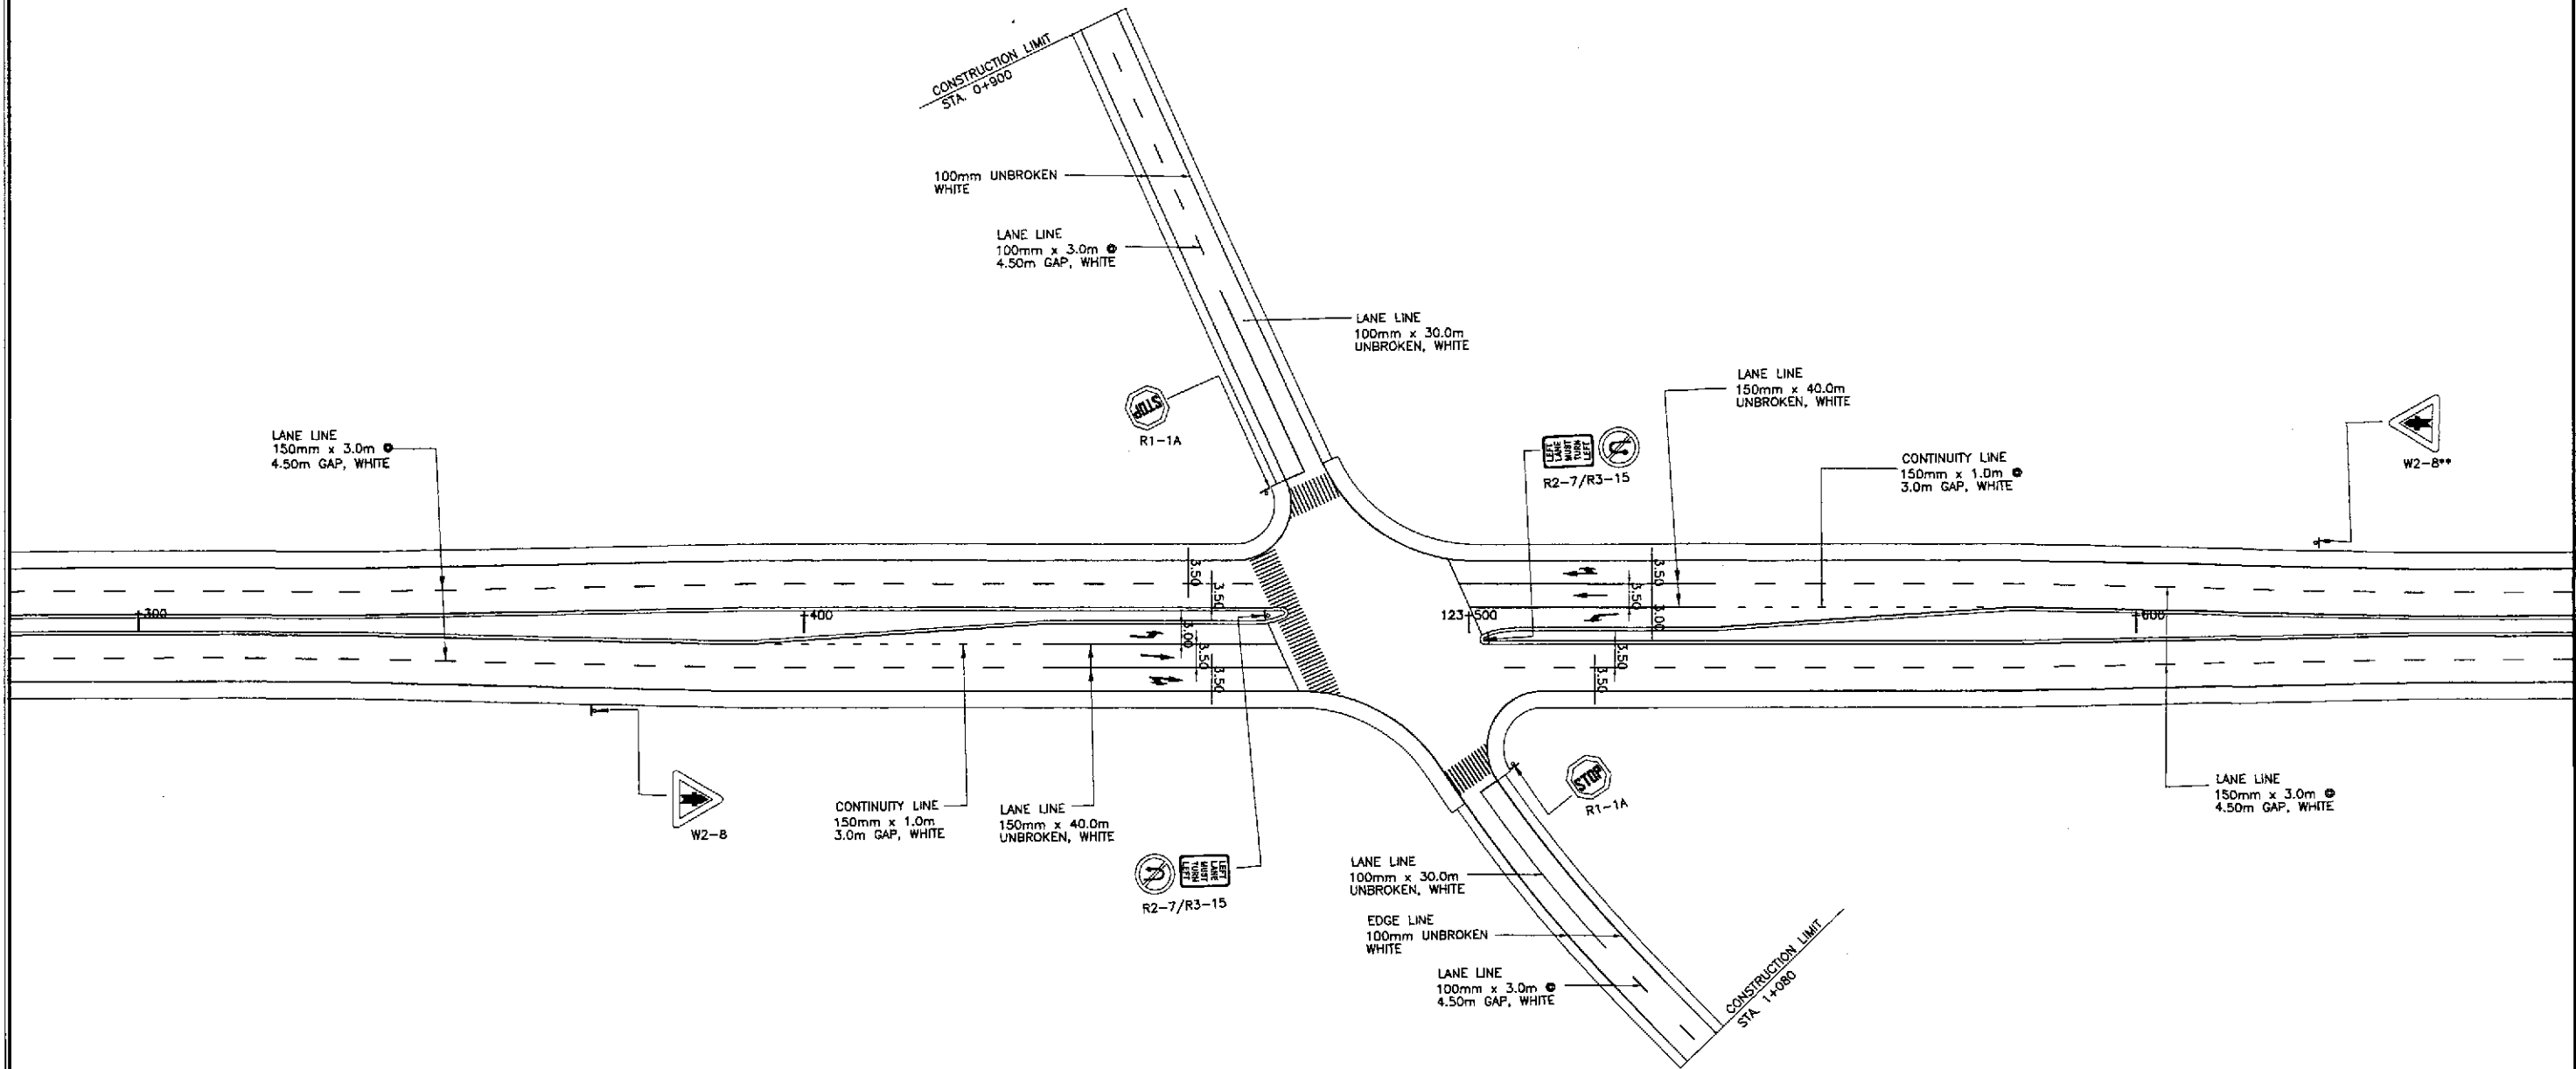 CONSTRUCTION LIMIT
STA. 0+900
100mm UNBROKEN
WHITE
LANE LINE
100mm x 3.0m @
4.50m GAP, WHITE
LANE LINE
100mm x 30.0m
UNBROKEN, WHITE
STOP
R1-1A
LANE LINE
150mm x 3.0m @
4.50m GAP, WHITE
LANE LINE
150mm x 40.0m
UNBROKEN, WHITE
LEFT
LANE
MUST
TURN
LEFT
R2-7/R3-15
CONTINUITY LINE
150mm x 1.0m @
3.0m GAP, WHITE
W2-8**
3.50
3.50
3.50
3.50
3.00
300
400
123+500
600
3.00
3.50
3.50
3.50
3.50
W2-8
CONTINUITY LINE
150mm x 1.0m
3.0m GAP, WHITE
LANE LINE
150mm x 40.0m
UNBROKEN, WHITE
LEFT
LANE
MUST
TURN
LEFT
R2-7/R3-15
STOP
R1-1A
LANE LINE
150mm x 3.0m @
4.50m GAP, WHITE
LANE LINE
100mm x 30.0m
UNBROKEN, WHITE
EDGE LINE
100mm UNBROKEN
WHITE
LANE LINE
100mm x 3.0m @
4.50m GAP, WHITE
CONSTRUCTION LIMIT
STA. 1+080